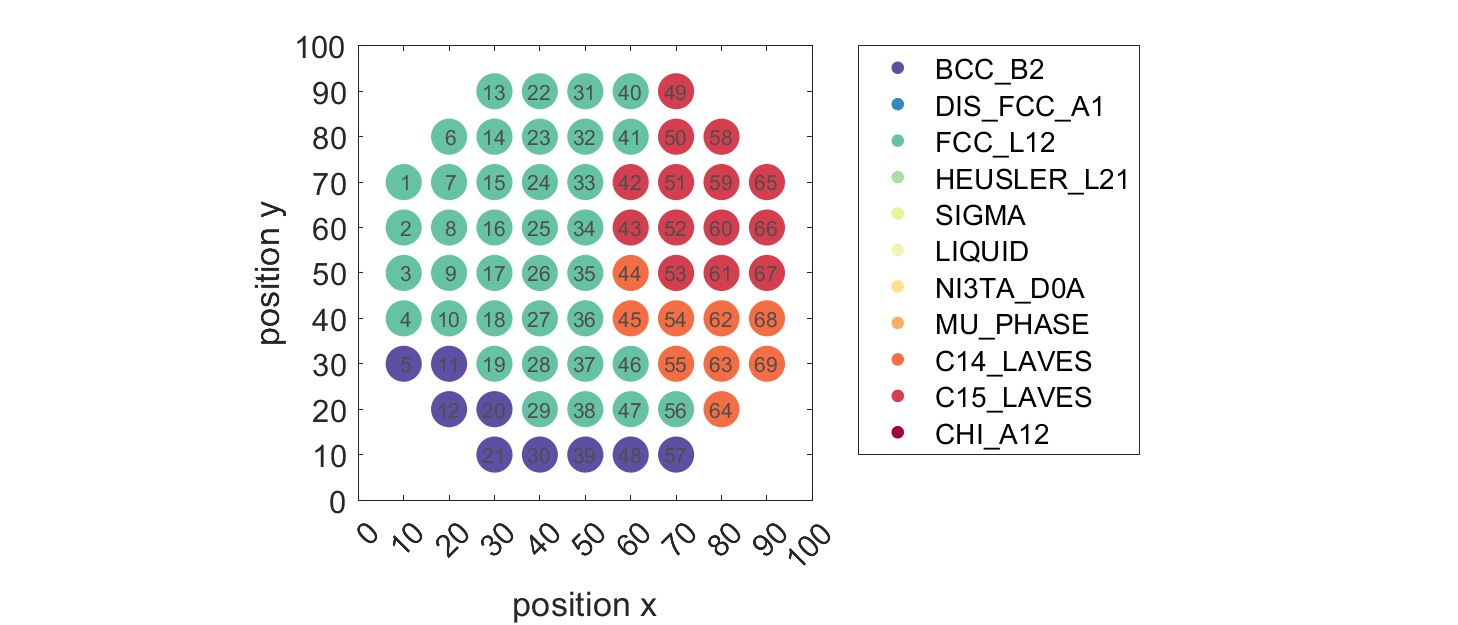 100
90 13 22 31 40 49
80 6 14 23 32 41 50 58
70 1 7 15 24 33 42 51 59 65
60 2 8 16 25 34 43 52 60 66
50 3 9 17 26 35 44 53 61 67
40 4 10 18 27 36 45 54 62 68
30 5 11 19 28 37 46 55 63 69
20 12 20 29 38 47 56 64
10 21 30 39 48 57
0
position y
0 10 20 30 40 50 60 70 80 90 100
position x
BCC_B2
DIS_FCC_A1
FCC_L12
HEUSLER_L21
SIGMA
LIQUID
NI3TA_D0A
MU_PHASE
C14_LAVES
C15_LAVES
CHI_A12